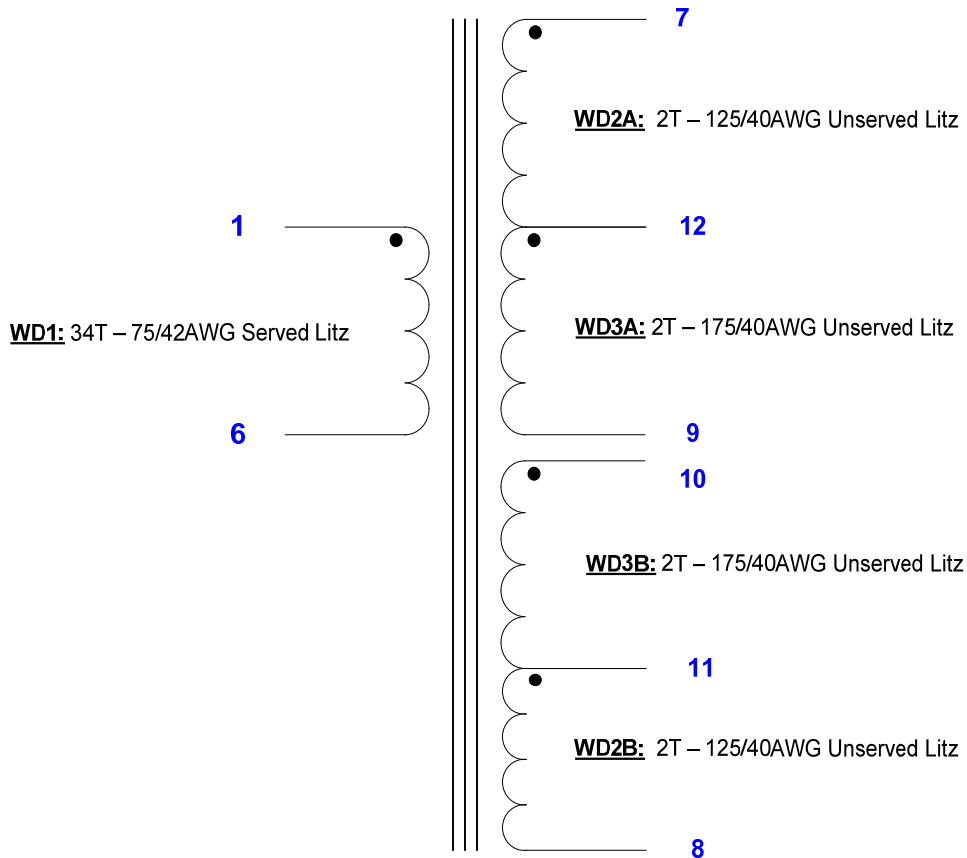 7
WD2A: 2T – 125/40AWG Unserved Litz
1
12
WD1: 34T – 75/42AWG Served Litz
WD3A: 2T – 175/40AWG Unserved Litz
6
9
10
WD3B: 2T – 175/40AWG Unserved Litz
11
WD2B: 2T – 125/40AWG Unserved Litz
8